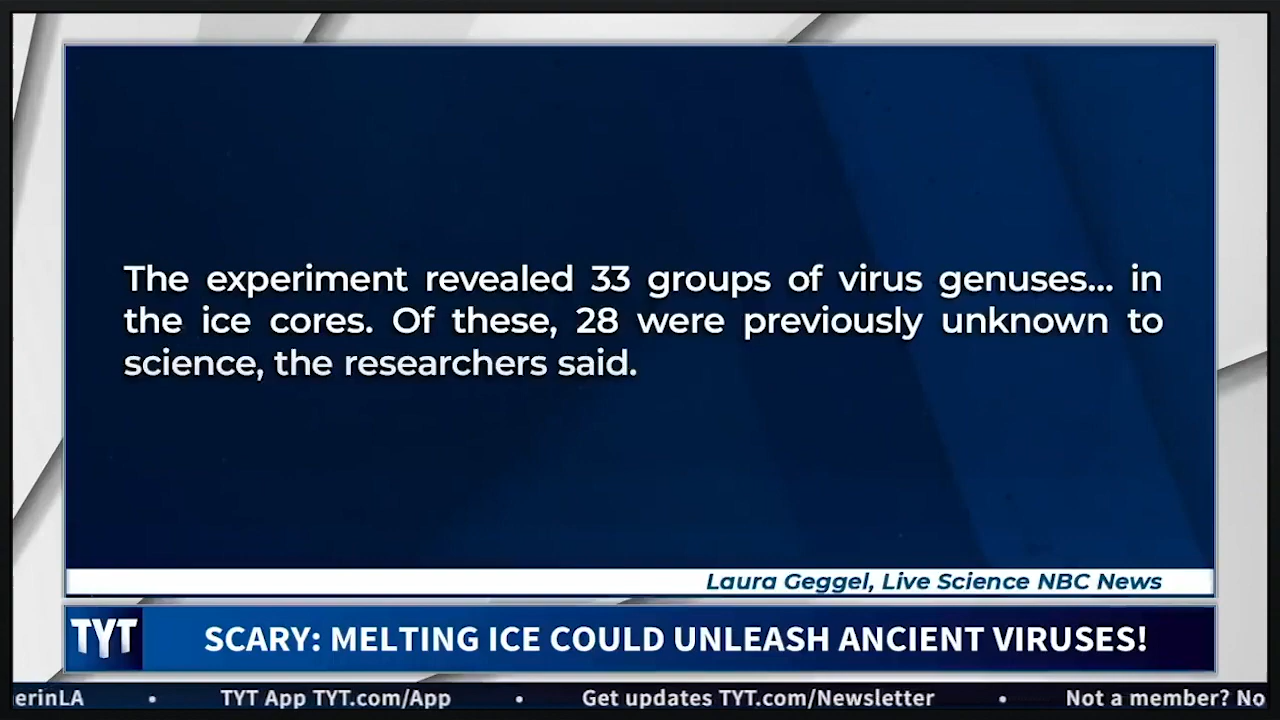 The experiment revealed 33 groups of virus genuses... in
the ice cores. Of these, 28 were previously unknown to
science, the researchers said.
Laura Geggel, Live Science NBC News
TYT SCARY: MELTING ICE COULD UNLEASH ANCIENT VIRUSES!
erinLA • TYT App TYT.com/App • Get updates TYT.com/Newsletter • Not a member? No